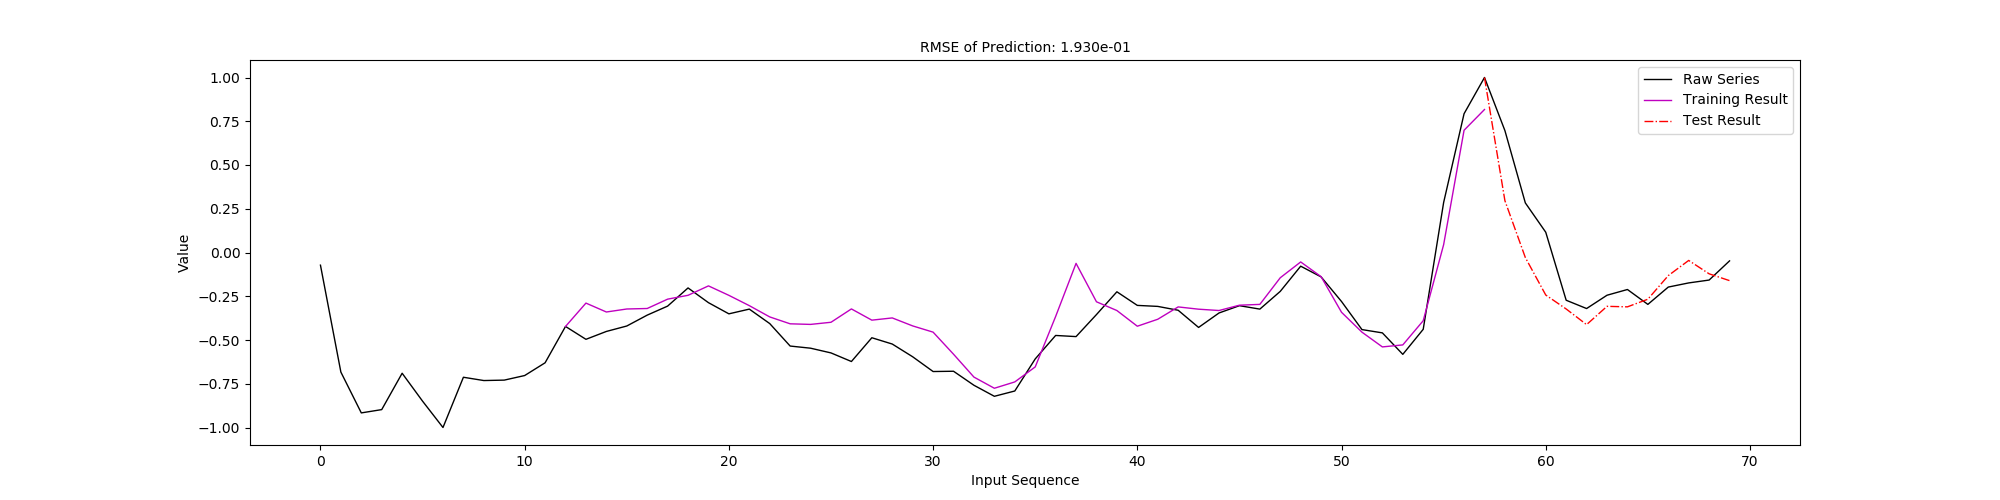 RMSE of Prediction: 1.930e-01
Raw Series
Training Result
Test Result
Value
1.00
0.75
0.50
0.25
0.00
−0.25
−0.50
−0.75
−1.00
0 10 20 30 40 50 60 70
Input Sequence